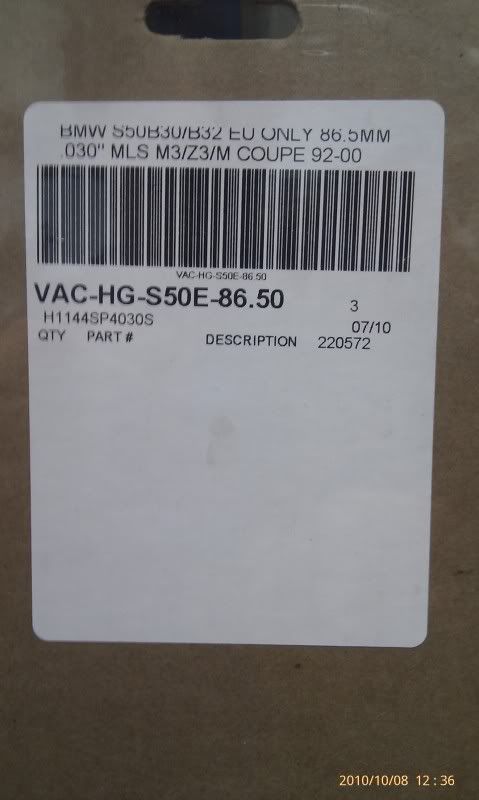 BMW S50B30/B32 EU ONLY 86.5MM
.030" MLS M3/Z3/M COUPE 92-00
VAC-HG-S50E-86.50
VAC-HG-S50E-86.50
3
H1144SP4030S
07/10
QTY PART # DESCRIPTION 220572
2010/10/08 12:36